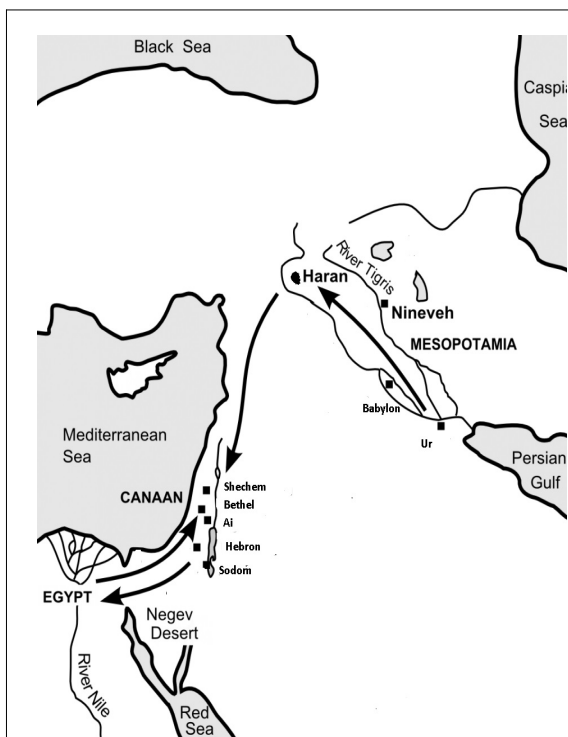 Black Sea
Caspia
Sea
River Tigris
Haran
Nineveh
MESOPOTAMIA
Babylon
Ur
Mediterranean
Sea
Persian
Gulf
CANAAN
Shechem
Bethel
Ai
Hebron
Sodom
EGYPT
Negev
Desert
River Nile
Red
Sea